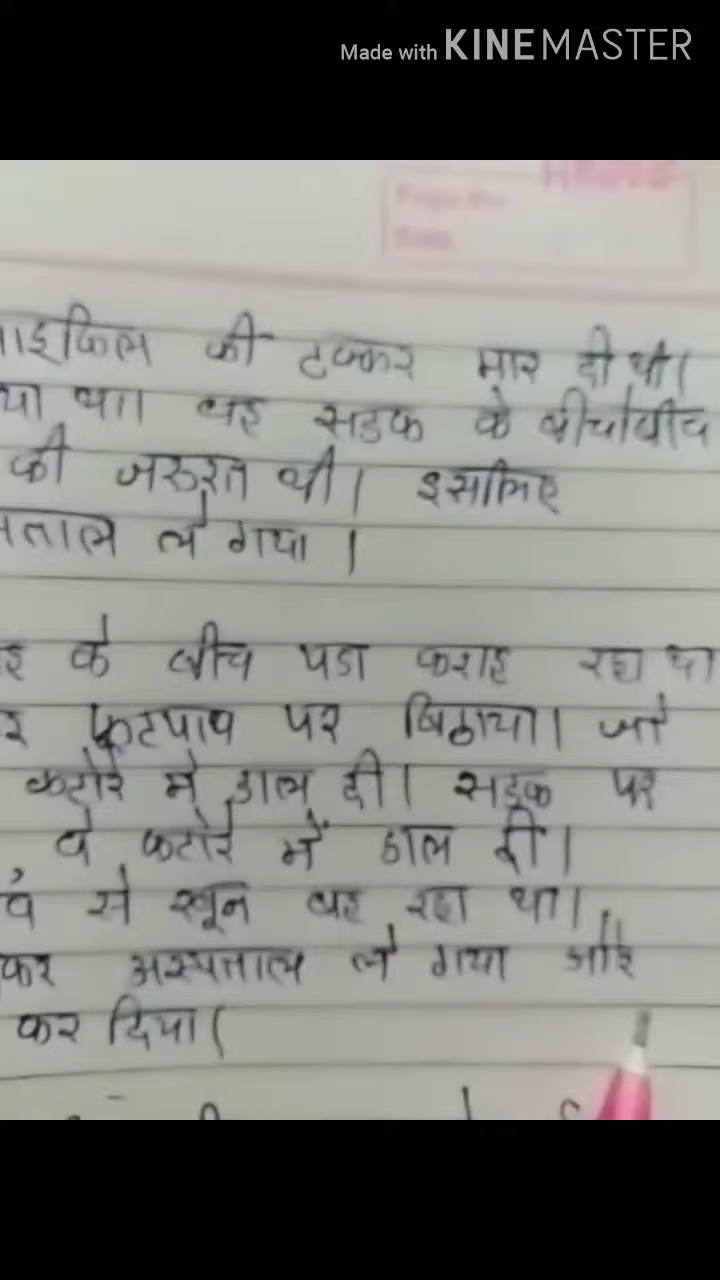 Made with KINEMASTER
ाइकिल की टक्कर मार दी थी।
या था। वह सडक के बीचोबीच
की जरुरत थी। इसलिए
ताल ले गया।
के बीच पडा कराह रहा था
र फुटपाथ पर बिठाया। जो
कटोरे मे डाल दी। सड़क पर
वे कटोरे में डाल दी।
व से खून बह रहा था।
कर अस्पताल ले गया और
कर दिया।